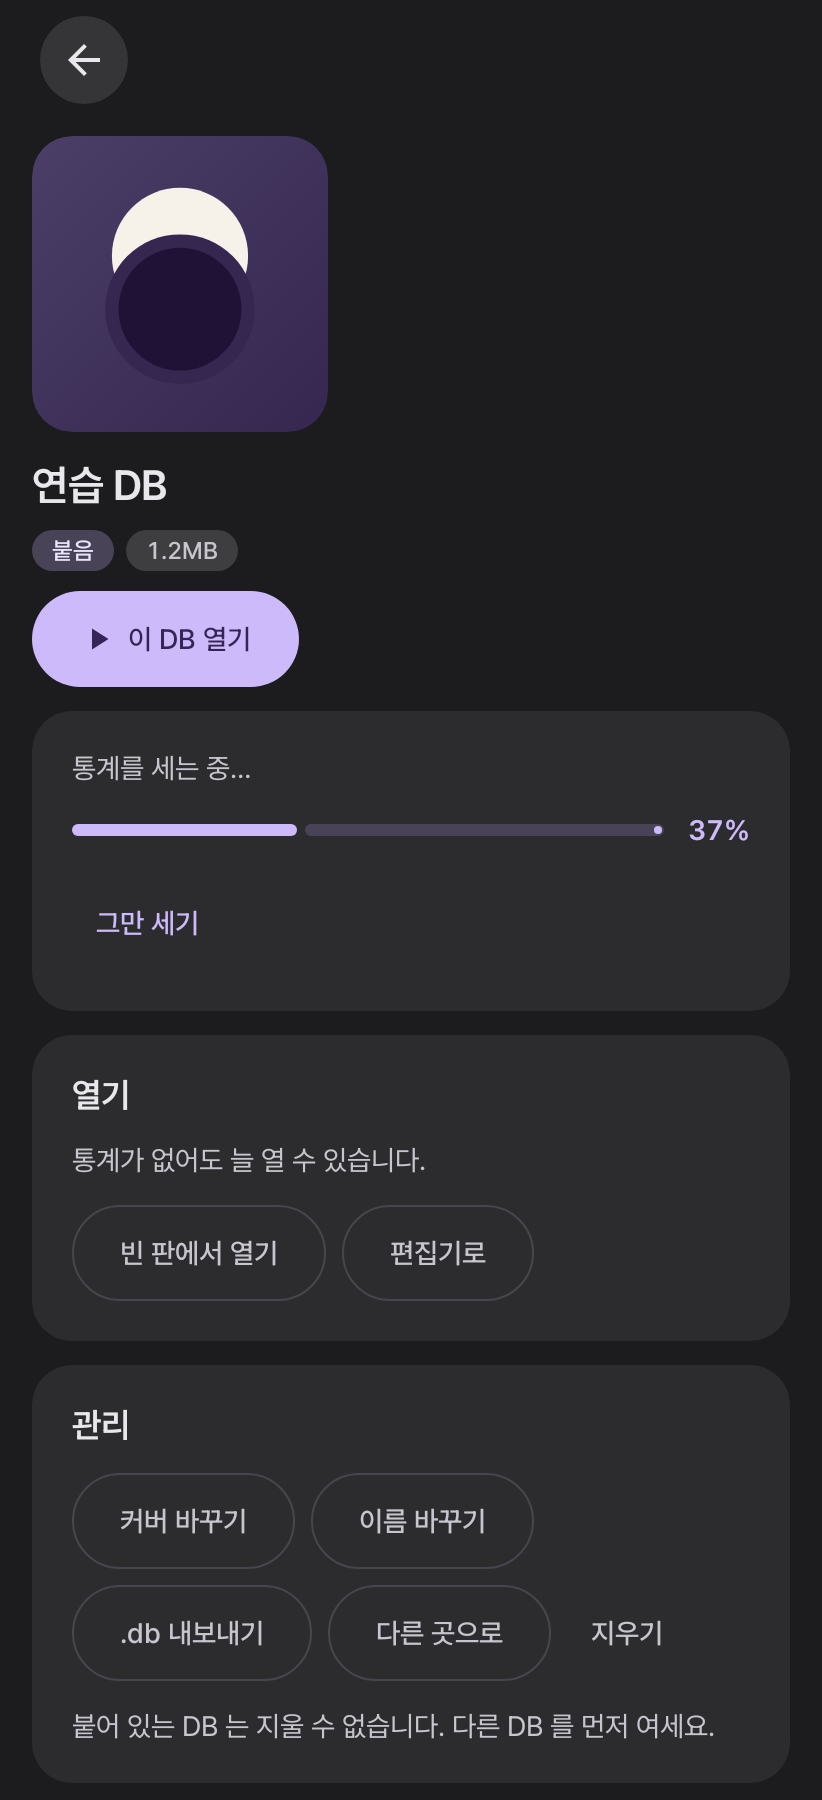 연습 DB
붙음 1.2MB
이 DB 열기
통계를 세는 중...
37%
그만 세기
열기
통계가 없어도 늘 열 수 있습니다.
빈 판에서 열기 편집기로
관리
커버 바꾸기 이름 바꾸기
.db 내보내기 다른 곳으로 지우기
붙어 있는 DB 는 지울 수 없습니다. 다른 DB 를 먼저 여세요.